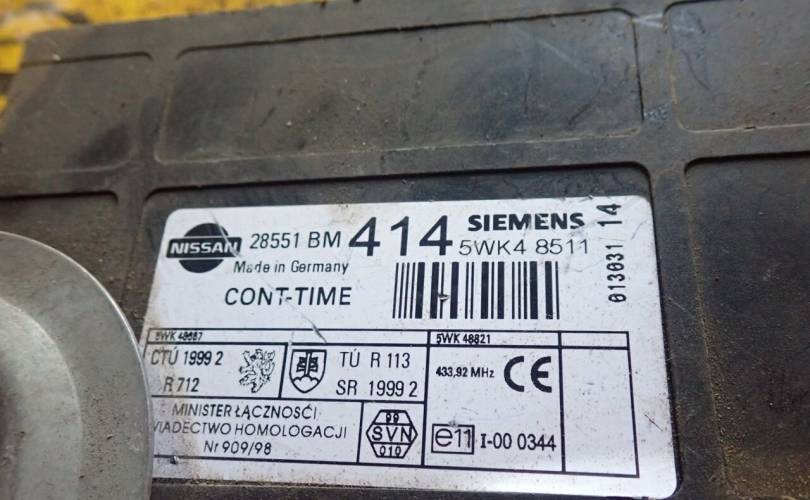 NISSAN 28551 BM 414 SIEMENS
5WK4 8511
Made in Germany
CONT-TIME
013031 14
5WK 48687
5WK 48821
CTÚ 1999 2
R 712
TÚ R 113
SR 1999 2
433,92 MHz CE
MINISTER ŁĄCZNOŚCI
WIADECTWO HOMOLOGACJI
Nr 909/98
99
SVN
010
e11 I-00 0344